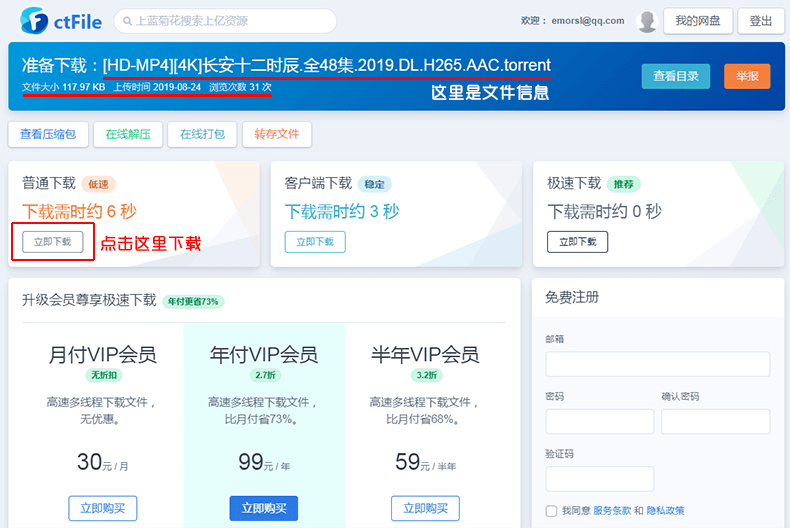 ctFile
上蓝菊花搜索上亿资源
欢迎： emorsl@qq.com
我的网盘
登出
准备下载：[HD-MP4][4K]长安十二时辰.全48集.2019.DL.H265.AAC.torrent
文件大小 117.97 KB 上传时间 2019-08-24 浏览次数 31 次
这里是文件信息
查看目录
举报
查看压缩包
在线解压
在线打包
转存文件
普通下载 低速
下载需时约 6 秒
立即下载
点击这里下载
客户端下载 稳定
下载需时约 3 秒
立即下载
极速下载 推荐
下载需时约 0 秒
立即下载
升级会员尊享极速下载 年付更省73%
月付VIP会员
无折扣
高速多线程下载文件，
无优惠。
30元 / 月
立即购买
年付VIP会员
2.7折
高速多线程下载文件，
比月付省73%。
99元 / 年
立即购买
半年VIP会员
3.2折
高速多线程下载文件，
比月付省68%。
59元 / 半年
立即购买
免费注册
邮箱
密码
确认密码
验证码
我同意 服务条款 和 隐私政策